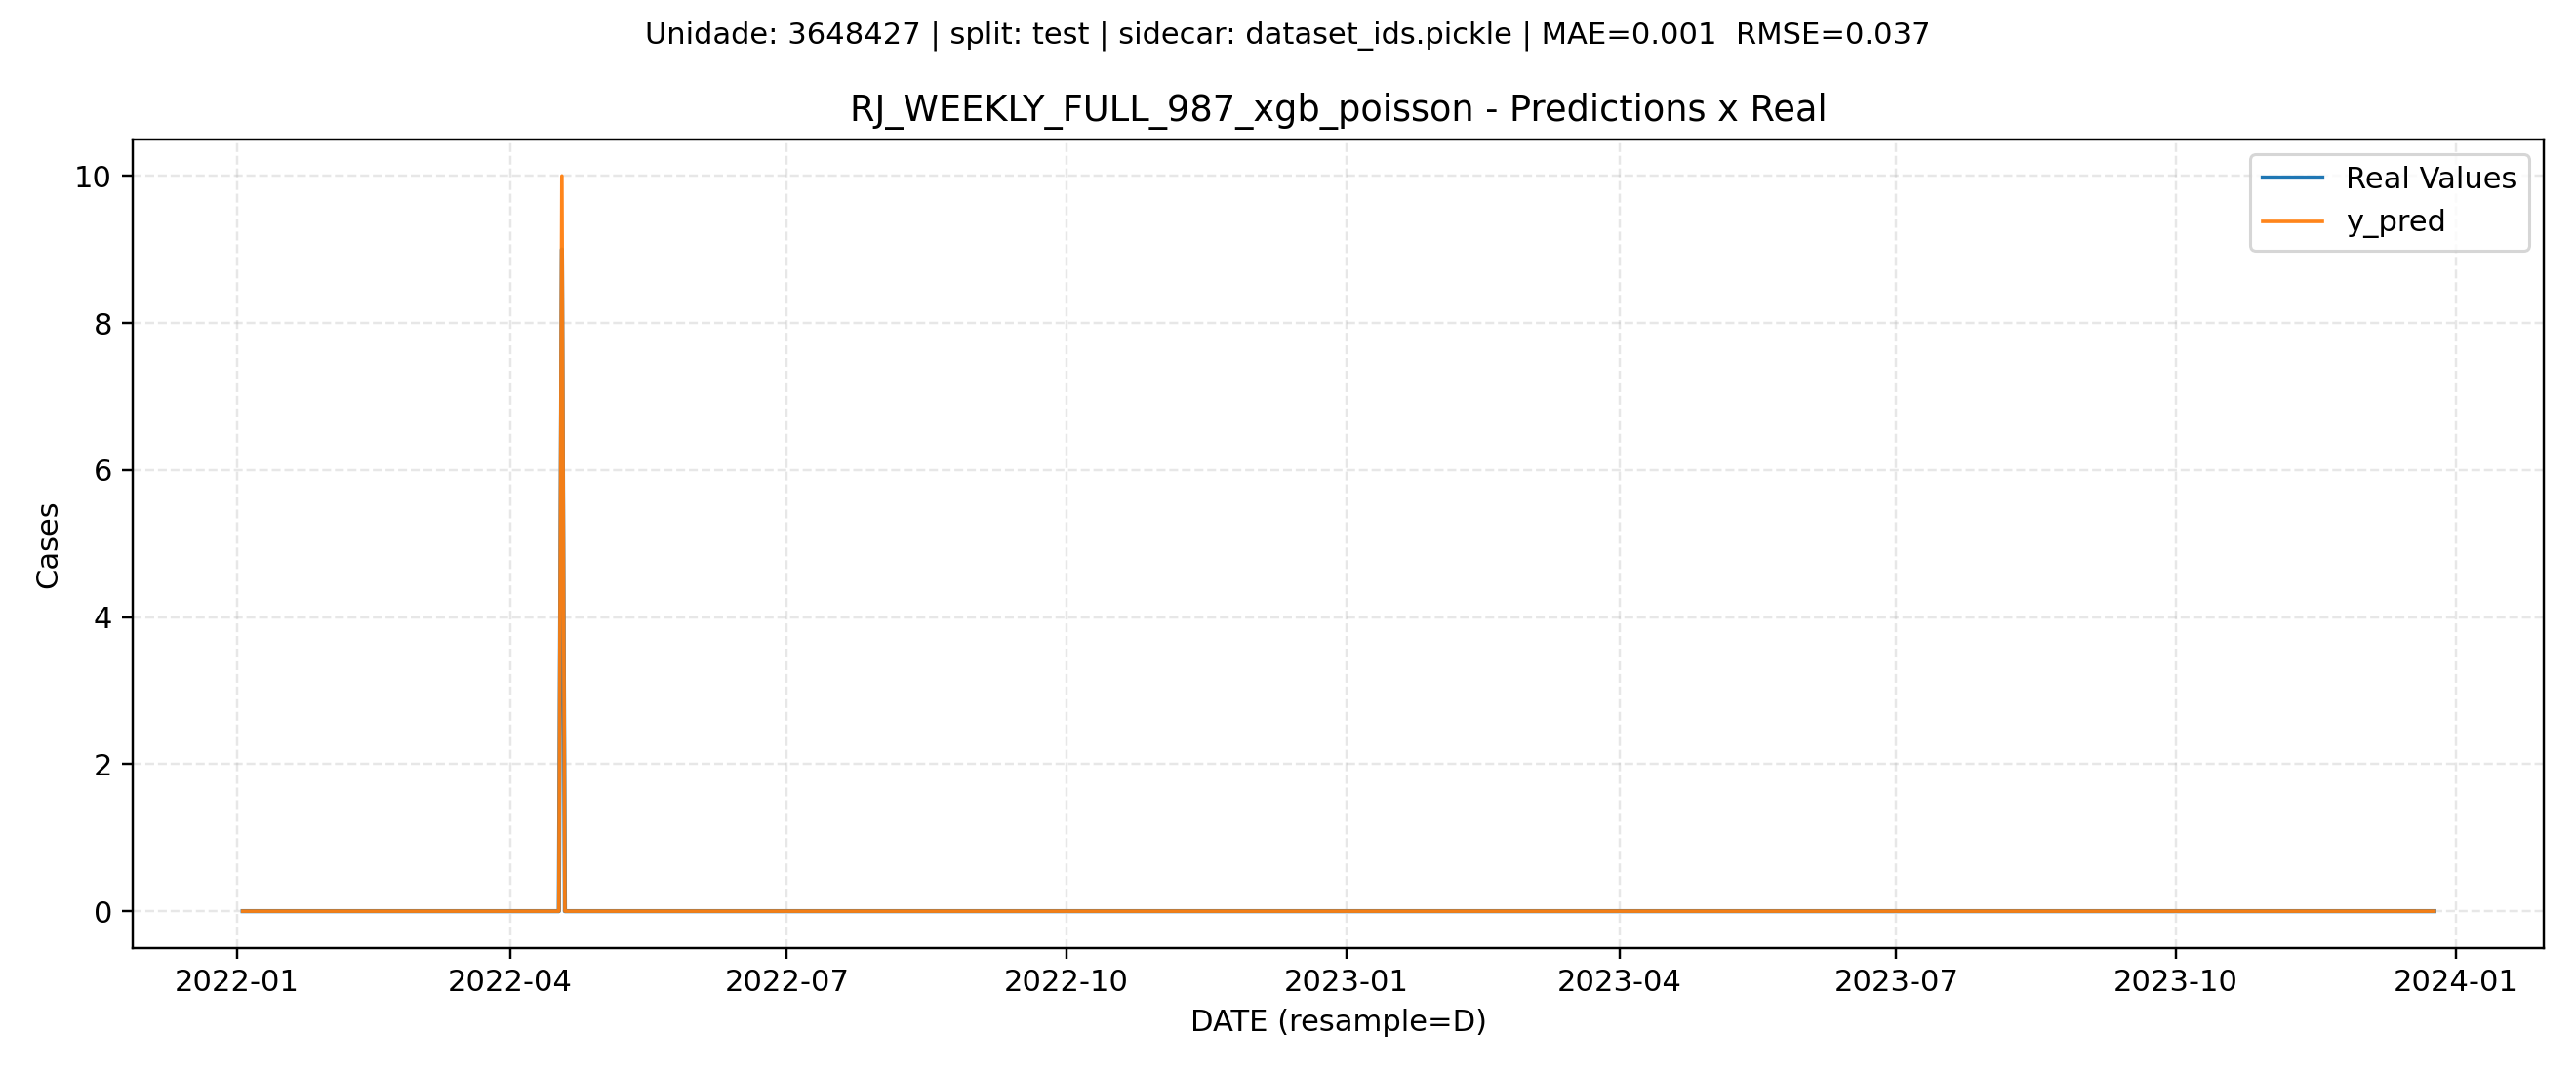 Unidade: 3648427 | split: test | sidecar: dataset_ids.pickle | MAE=0.001  RMSE=0.037
RJ_WEEKLY_FULL_987_xgb_poisson - Predictions x Real
Real Values
y_pred
10
8
6
4
2
0
Cases
2022-01
2022-04
2022-07
2022-10
2023-01
2023-04
2023-07
2023-10
2024-01
DATE (resample=D)